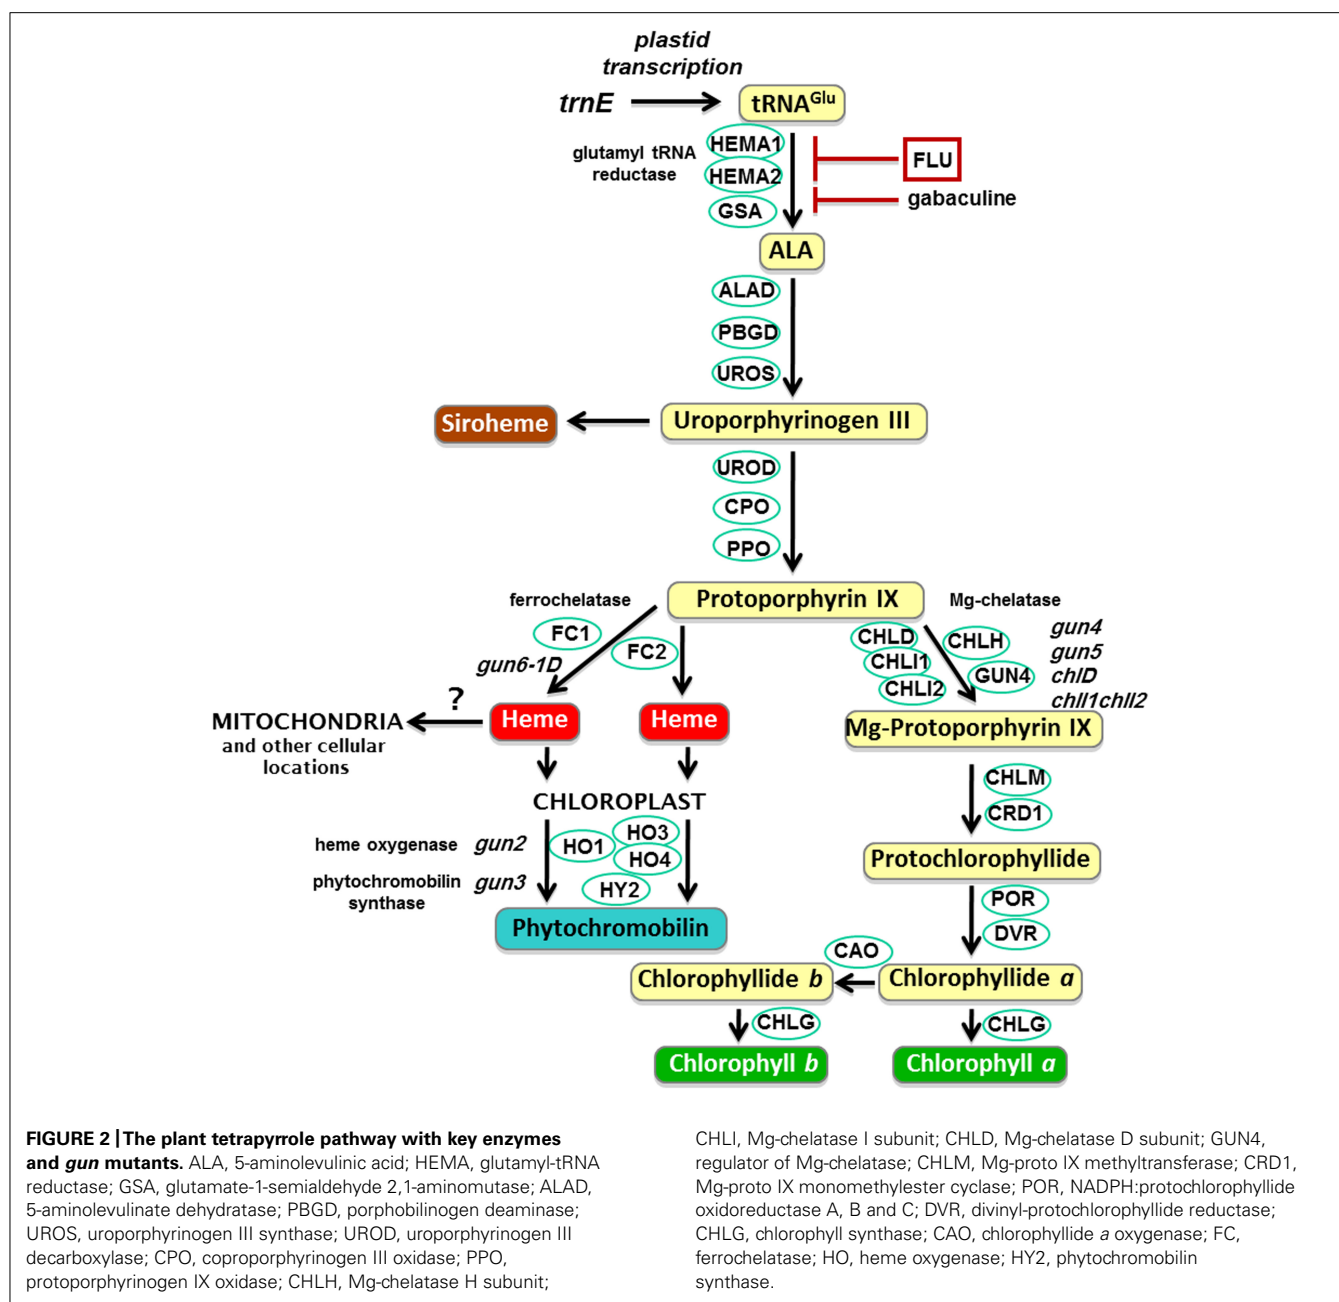 plastid
transcription
trnE
tRNAGlu
glutamyl tRNA
reductase
HEMA1
HEMA2
GSA
FLU
gabaculine
ALA
ALAD
PBGD
UROS
Siroheme
Uroporphyrinogen III
UROD
CPO
PPO
ferrochelatase
Protoporphyrin IX
Mg-chelatase
FC1
FC2
gun6-1D
CHLD
CHLI1
CHLI2
CHLH
GUN4
gun4
gun5
chlD
chlI1chlI2
?
MITOCHONDRIA
and other cellular
locations
Heme
Heme
Mg-Protoporphyrin IX
CHLOROPLAST
CHLM
CRD1
heme oxygenase
gun2
HO1
HO3
HO4
phytochromobilin
synthase
gun3
HY2
Phytochromobilin
Protochlorophyllide
POR
DVR
CAO
Chlorophyllide b
Chlorophyllide a
CHLG
CHLG
Chlorophyll b
Chlorophyll a
FIGURE 2 | The plant tetrapyrrole pathway with key enzymes
and gun mutants. ALA, 5-aminolevulinic acid; HEMA, glutamyl-tRNA
reductase; GSA, glutamate-1-semialdehyde 2,1-aminomutase; ALAD,
5-aminolevulinate dehydratase; PBGD, porphobilinogen deaminase;
UROS, uroporphyrinogen III synthase; UROD, uroporphyrinogen III
decarboxylase; CPO, coproporphyrinogen III oxidase; PPO,
protoporphyrinogen IX oxidase; CHLH, Mg-chelatase H subunit;
CHLI, Mg-chelatase I subunit; CHLD, Mg-chelatase D subunit; GUN4,
regulator of Mg-chelatase; CHLM, Mg-proto IX methyltransferase; CRD1,
Mg-proto IX monomethylester cyclase; POR, NADPH:protochlorophyllide
oxidoreductase A, B and C; DVR, divinyl-protochlorophyllide reductase;
CHLG, chlorophyll synthase; CAO, chlorophyllide a oxygenase; FC,
ferrochelatase; HO, heme oxygenase; HY2, phytochromobilin
synthase.